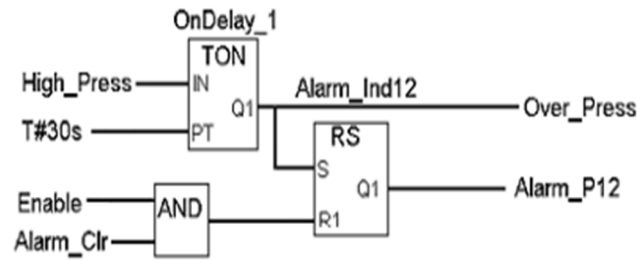 OnDelay_1
TON
High_Press
IN
Alarm_Ind12
Q1
Over_Press
T#30s
PT
RS
S
Enable
AND
Q1
Alarm_P12
Alarm_Clr
R1